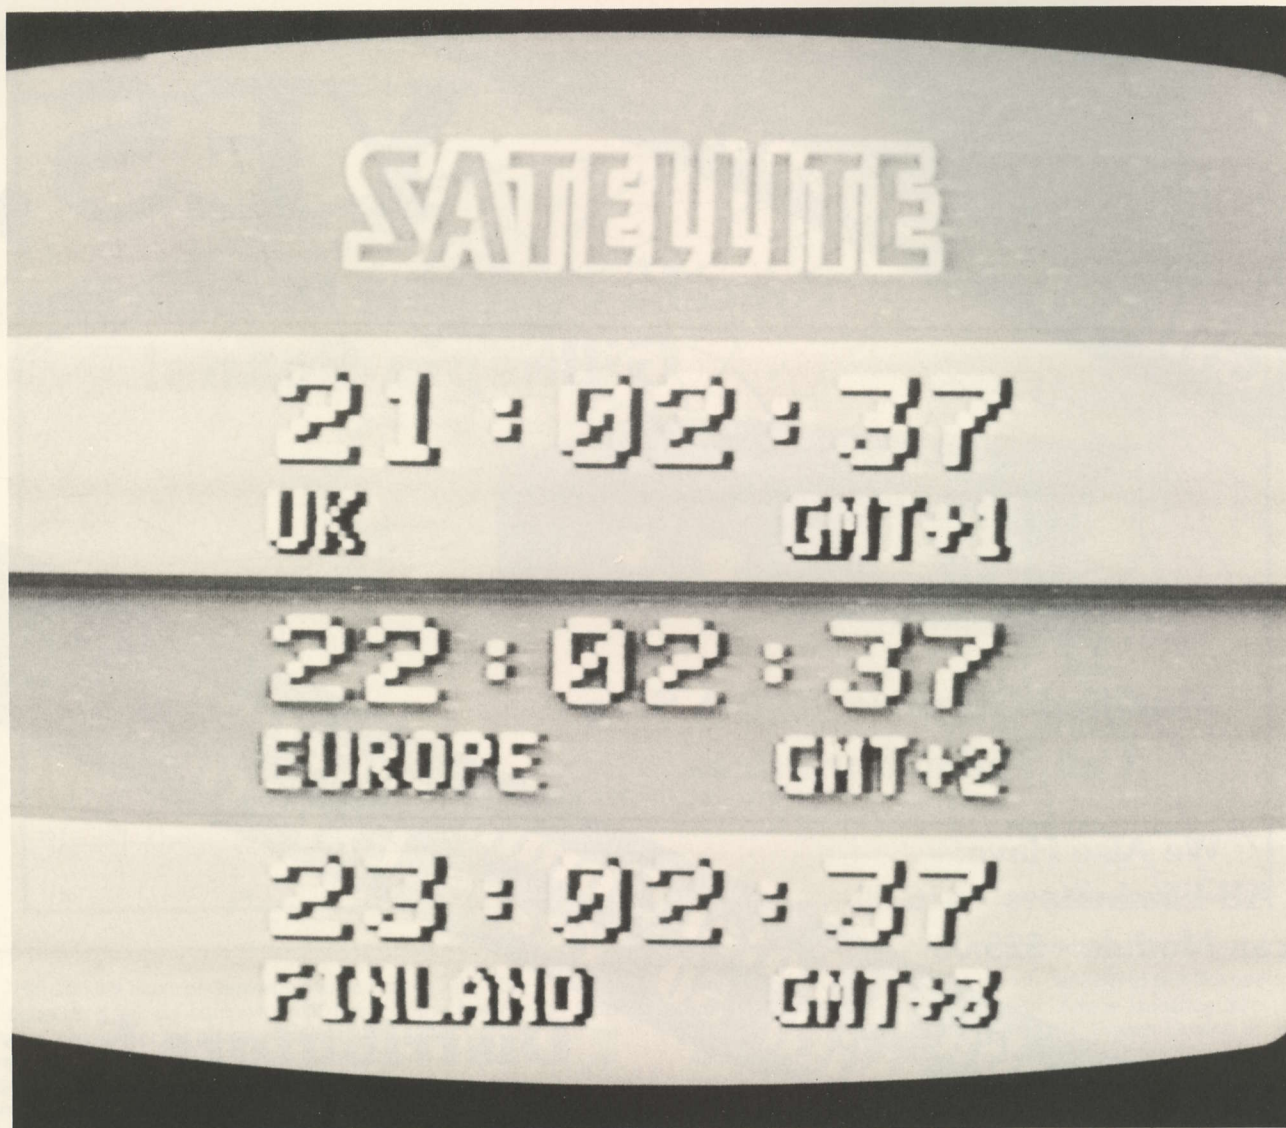 SATELLITE
21:02:37
UK GMT+1
22:02:37
EUROPE GMT+2
23:02:37
FINLAND GMT+3